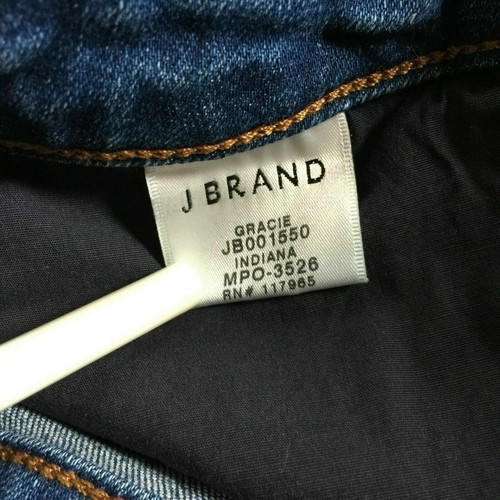 J BRAND
GRACIE
JB001550
INDIANA
MPO-3526
RN# 117965